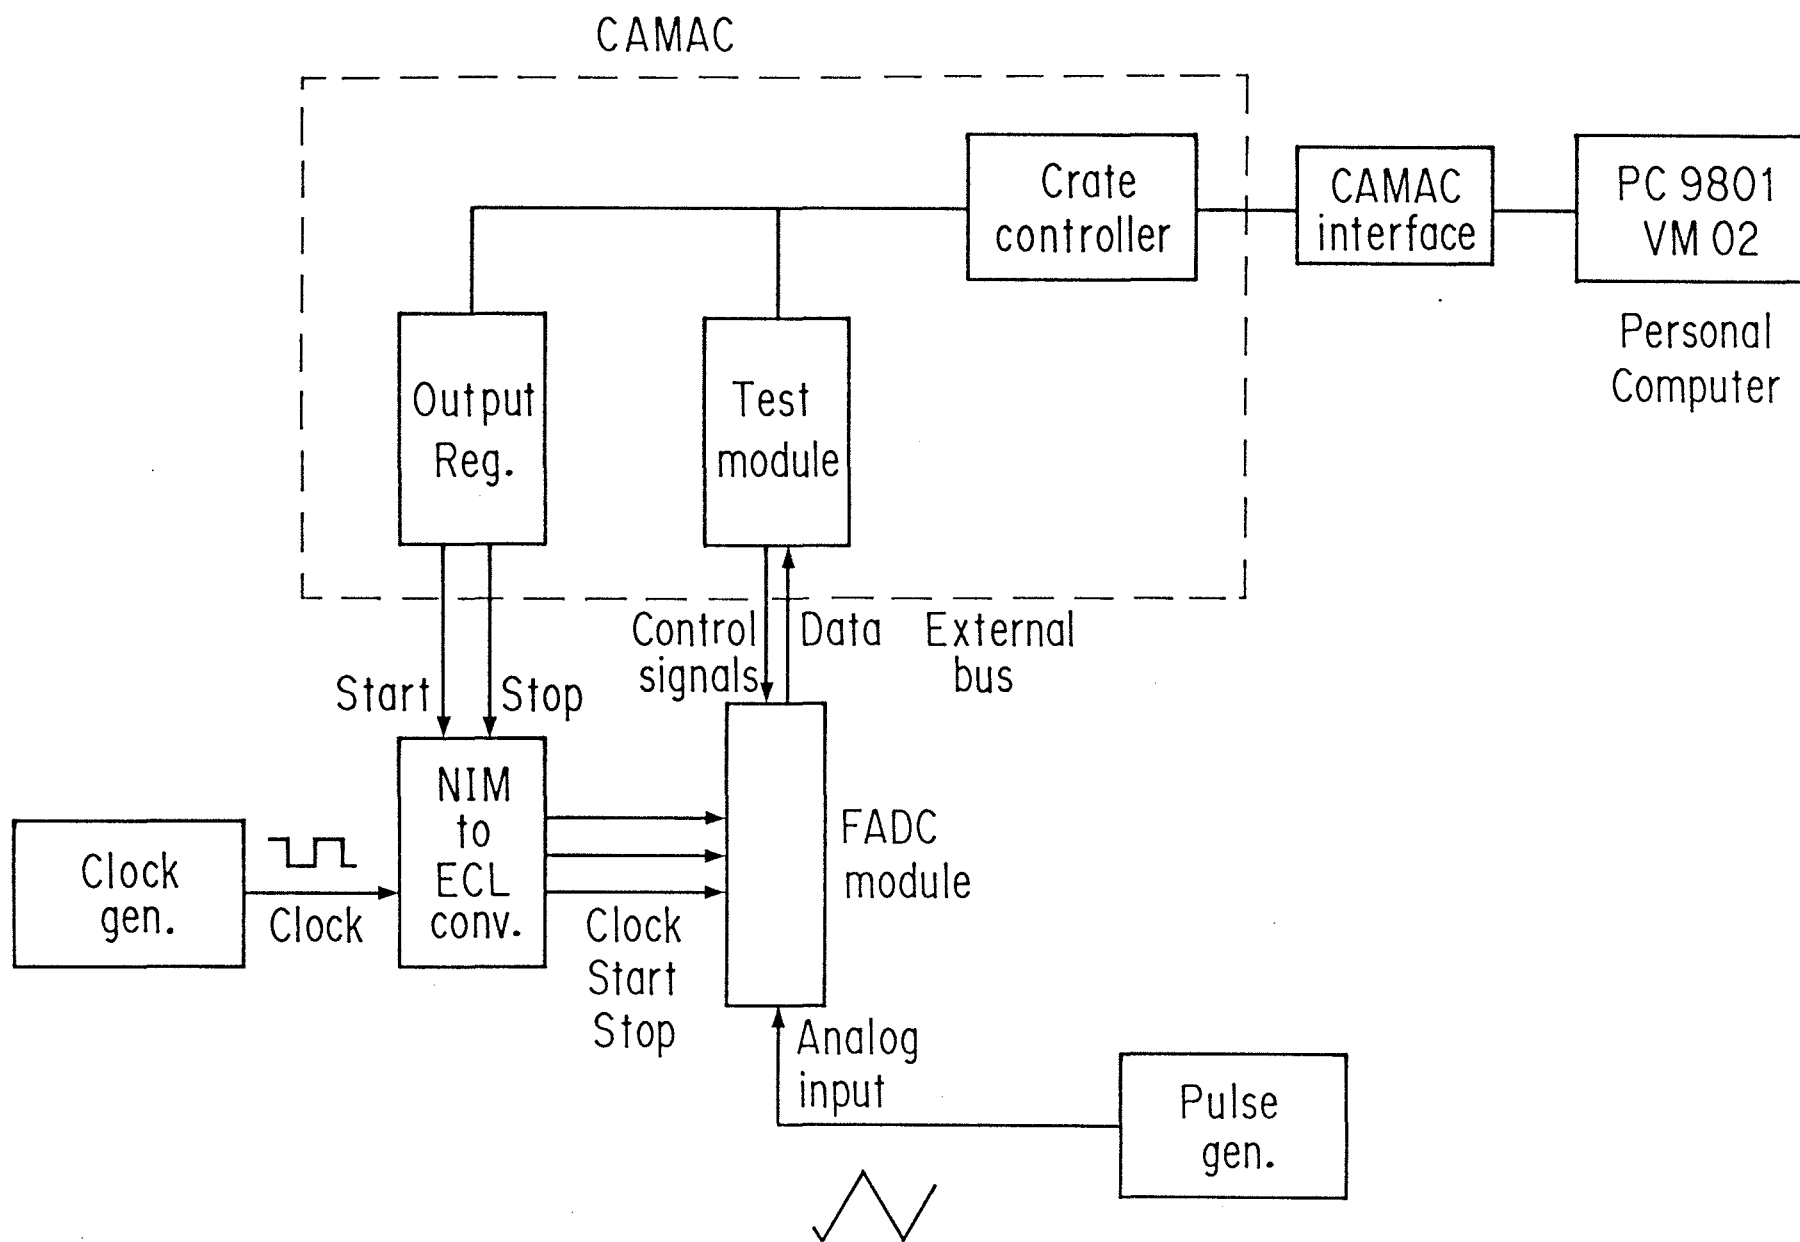 CAMAC
Crate
controller
CAMAC
interface
PC 9801
VM 02
Personal
Computer
Output
Reg.
Test
module
Control
signals
Data
External
bus
Start
Stop
NIM
to
ECL
conv.
FADC
module
Clock
gen.
Clock
Clock
Start
Stop
Analog
input
Pulse
gen.